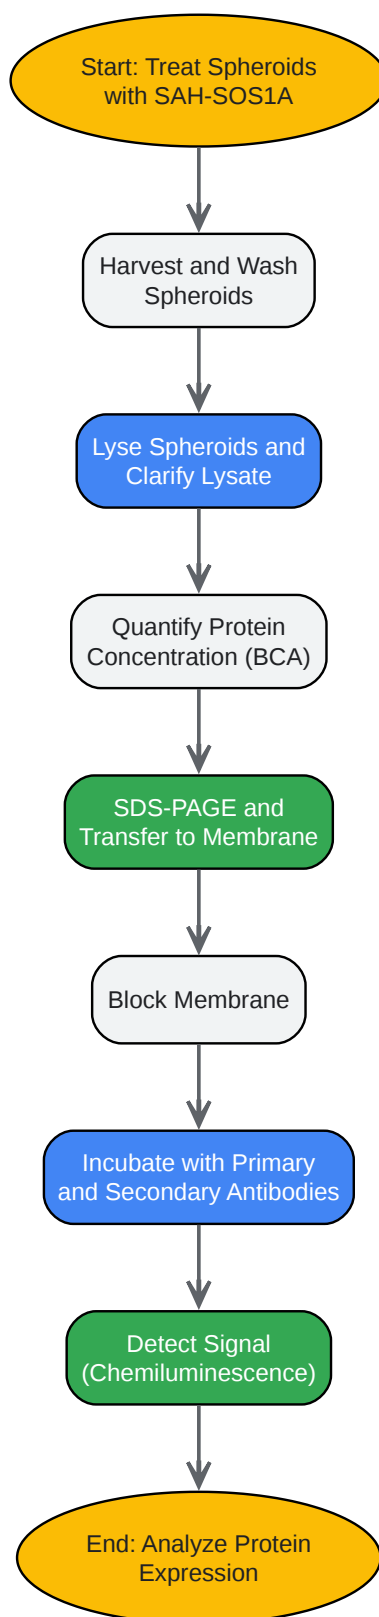 Start: Treat Spheroids
with SAH-SOS1A
Harvest and Wash
Spheroids
Lyse Spheroids and
Clarify Lysate
Quantify Protein
Concentration (BCA)
SDS-PAGE and
Transfer to Membrane
Block Membrane
Incubate with Primary
and Secondary Antibodies
Detect Signal
(Chemiluminescence)
End: Analyze Protein
Expression